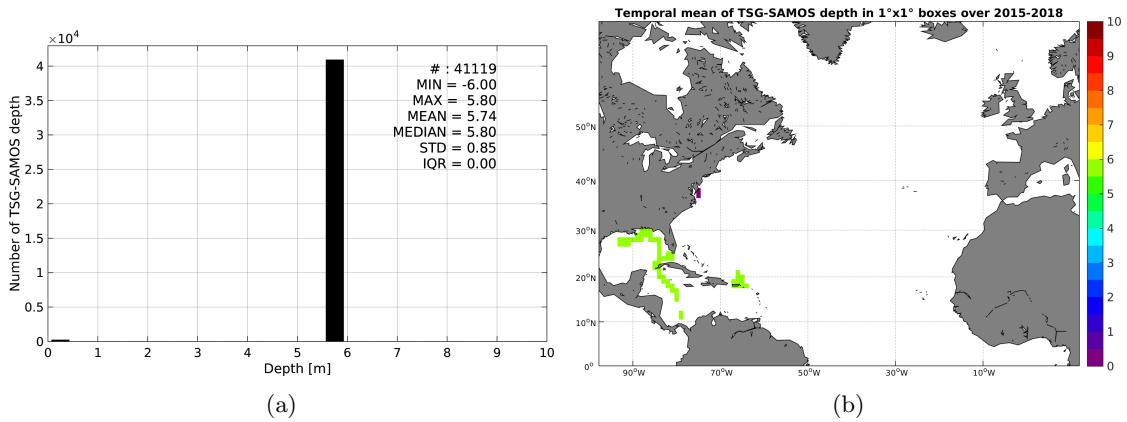 ×10⁴
4
3.5
3
2.5
2
1.5
1
0.5
0
Number of TSG-SAMOS depth
# : 41119
MIN = -6.00
MAX = 5.80
MEAN = 5.74
MEDIAN = 5.80
STD = 0.85
IQR = 0.00
0 1 2 3 4 5 6 7 8 9 10
Depth [m]
(a)
Temporal mean of TSG-SAMOS depth in 1°x1° boxes over 2015-2018
50°N
40°N
30°N
20°N
10°N
0°
90°W 70°W 50°W 30°W 10°W
10
9
8
7
6
5
4
3
2
1
0
(b)